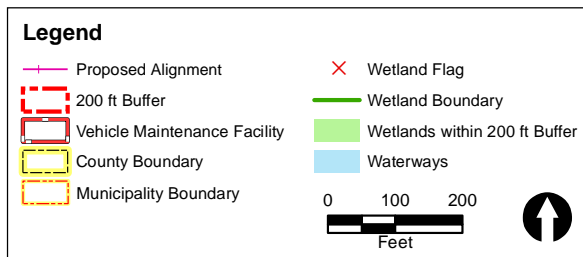 Legend
Proposed Alignment
200 ft Buffer
Vehicle Maintenance Facility
County Boundary
Municipality Boundary
Wetland Flag
Wetland Boundary
Wetlands within 200 ft Buffer
Waterways
0 100 200
Feet